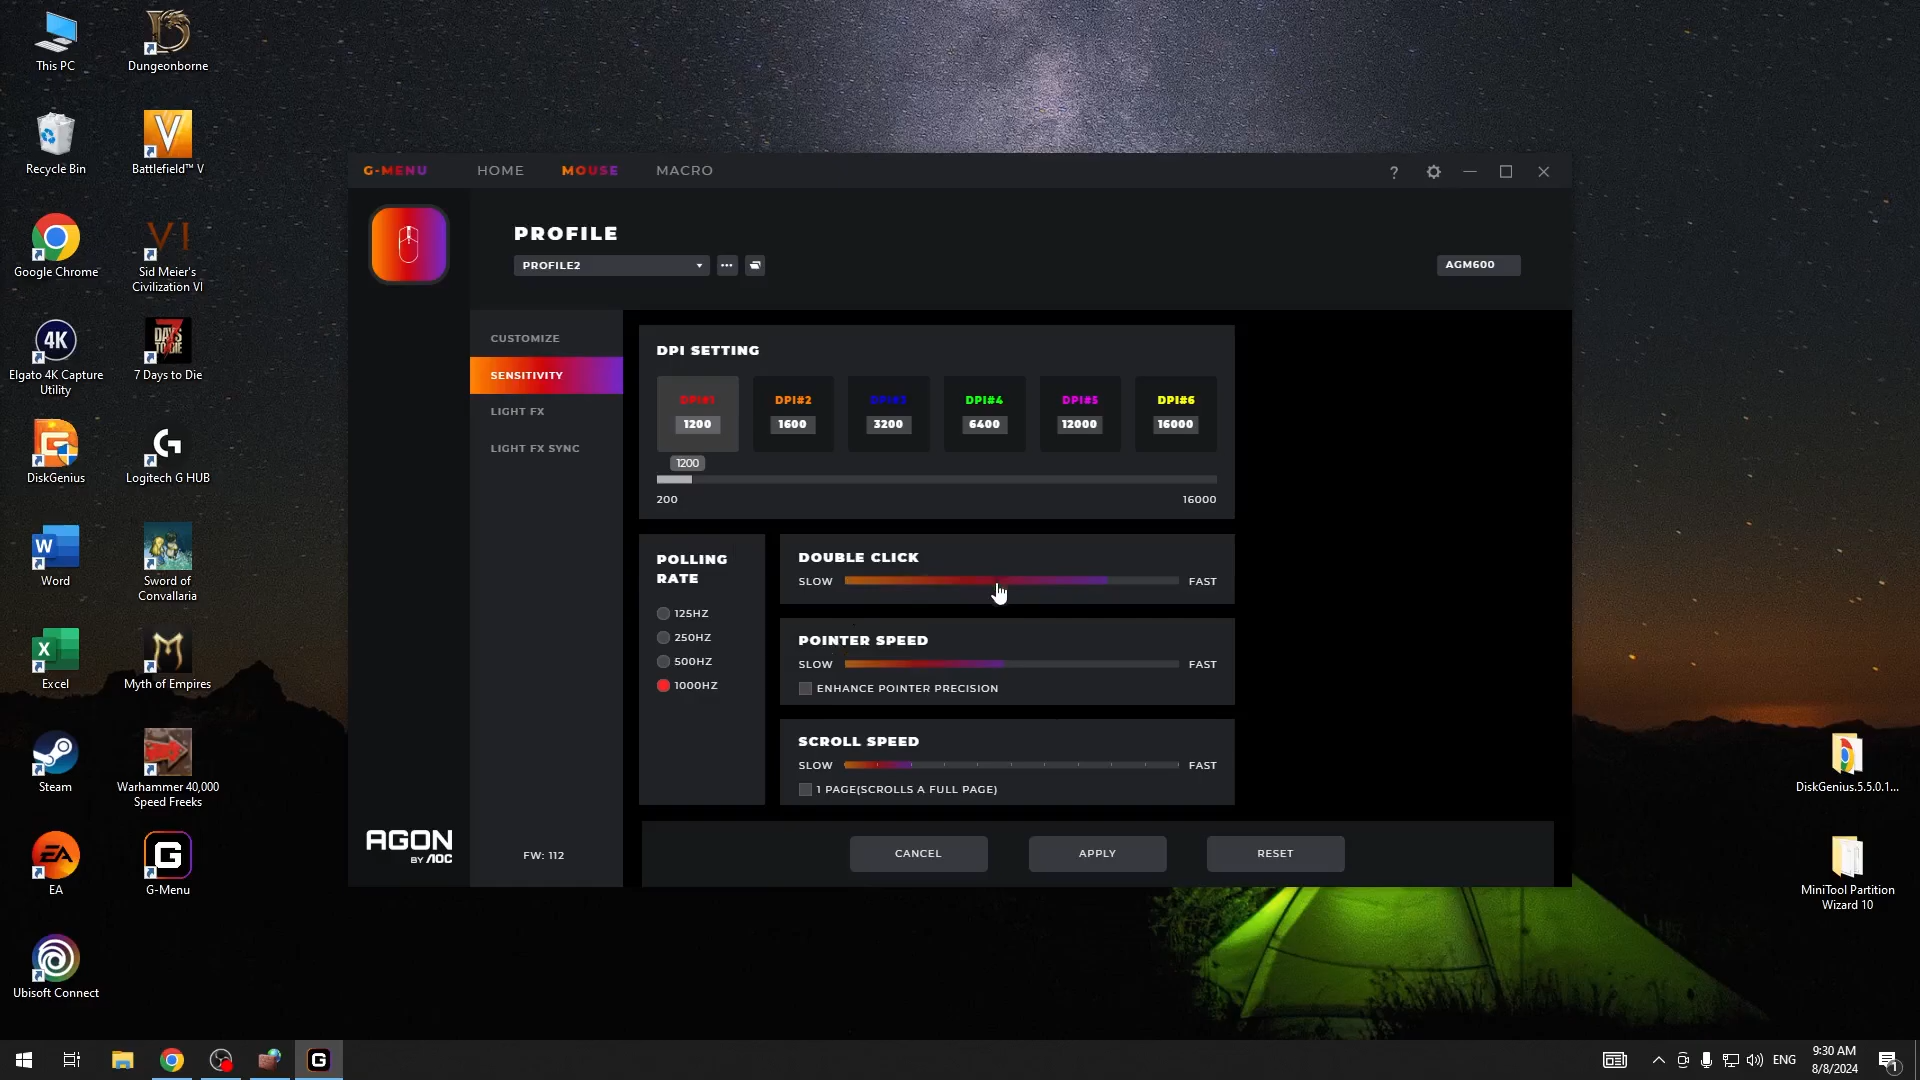 This PC
Dungeonborne
Recycle Bin
Battlefield™ V
Google Chrome
Sid Meier's
Civilization VI
Elgato 4K Capture
Utility
7 Days to Die
DiskGenius
Logitech G HUB
Word
Sword of
Convallaria
Excel
Myth of Empires
Steam
Warhammer 40,000
Speed Freeks
EA
G-Menu
Ubisoft Connect
G-MENU
HOME
MOUSE
MACRO
?
PROFILE
PROFILE2
AGM600
CUSTOMIZE
SENSITIVITY
LIGHT FX
LIGHT FX SYNC
DPI SETTING
DPI#1
DPI#2
DPI#3
DPI#4
DPI#5
DPI#6
1200
1600
3200
6400
12000
16000
1200
200
16000
POLLING
RATE
125HZ
250HZ
500HZ
1000HZ
DOUBLE CLICK
SLOW
FAST
POINTER SPEED
SLOW
FAST
ENHANCE POINTER PRECISION
SCROLL SPEED
SLOW
FAST
1 PAGE(SCROLLS A FULL PAGE)
AGON
BY AOC
FW: 112
CANCEL
APPLY
RESET
DiskGenius.5.5.0.1...
MiniTool Partition
Wizard 10
ENG
9:30 AM
8/8/2024
1